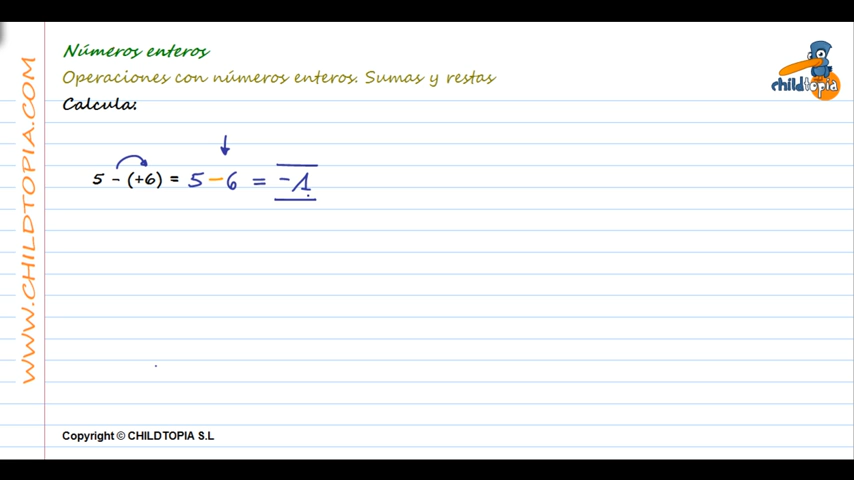 Números enteros
Operaciones con números enteros. Sumas y restas
Calcula:
5 - (+6) = 5 - 6 = -1
WWW.CHILDTOPIA.COM
childtopia
Copyright © CHILDTOPIA S.L